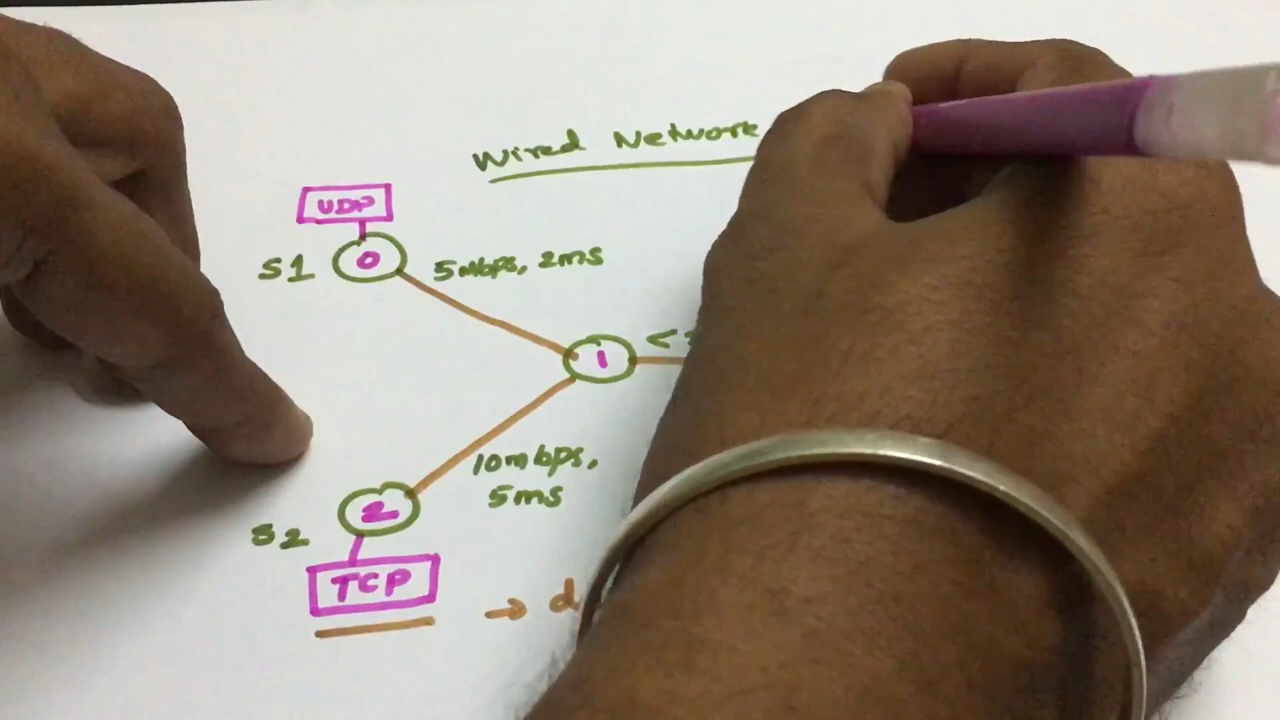 Wired Network
UDP
S1 0 5Mbps, 2ms
1 <
10mbps,
5ms
S2 2
TCP
→ d